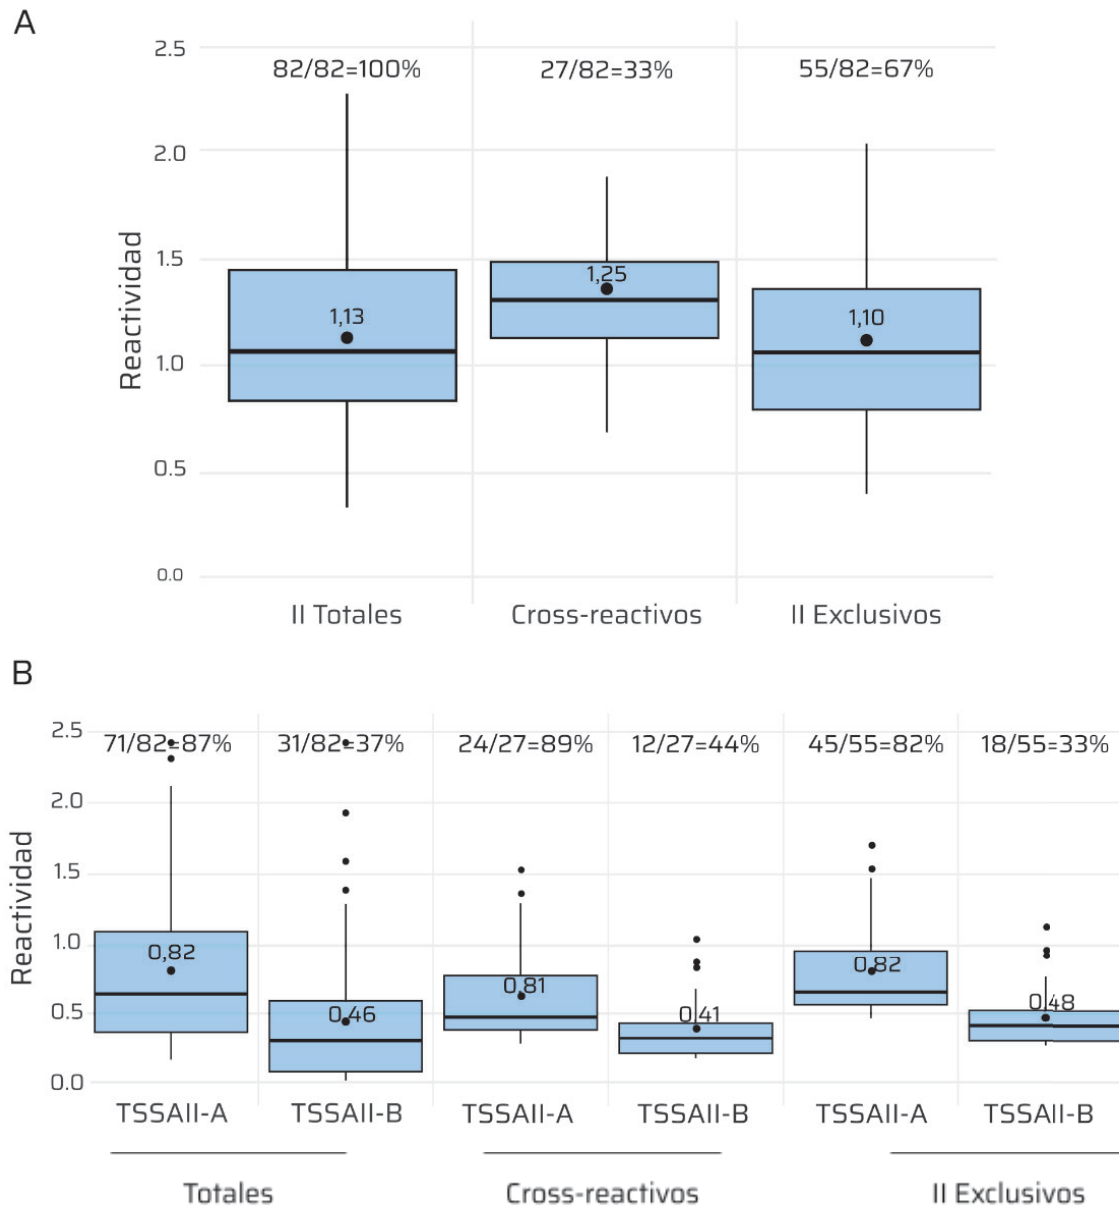 A
2.5
82/82=100% 27/82=33% 55/82=67%
2.0
1.5
1,25
1,13 1,10
1.0
0.5
0.0
Reactividad
II Totales Cross-reactivos II Exclusivos
B
2.5
71/82=87% 31/82=37% 24/27=89% 12/27=44% 45/55=82% 18/55=33%
2.0
1.5
1.0
0,82 0,46 0,81 0,41 0,82 0,48
0.5
0.0
Reactividad
TSSAII-A TSSAII-B TSSAII-A TSSAII-B TSSAII-A TSSAII-B
Totales Cross-reactivos II Exclusivos